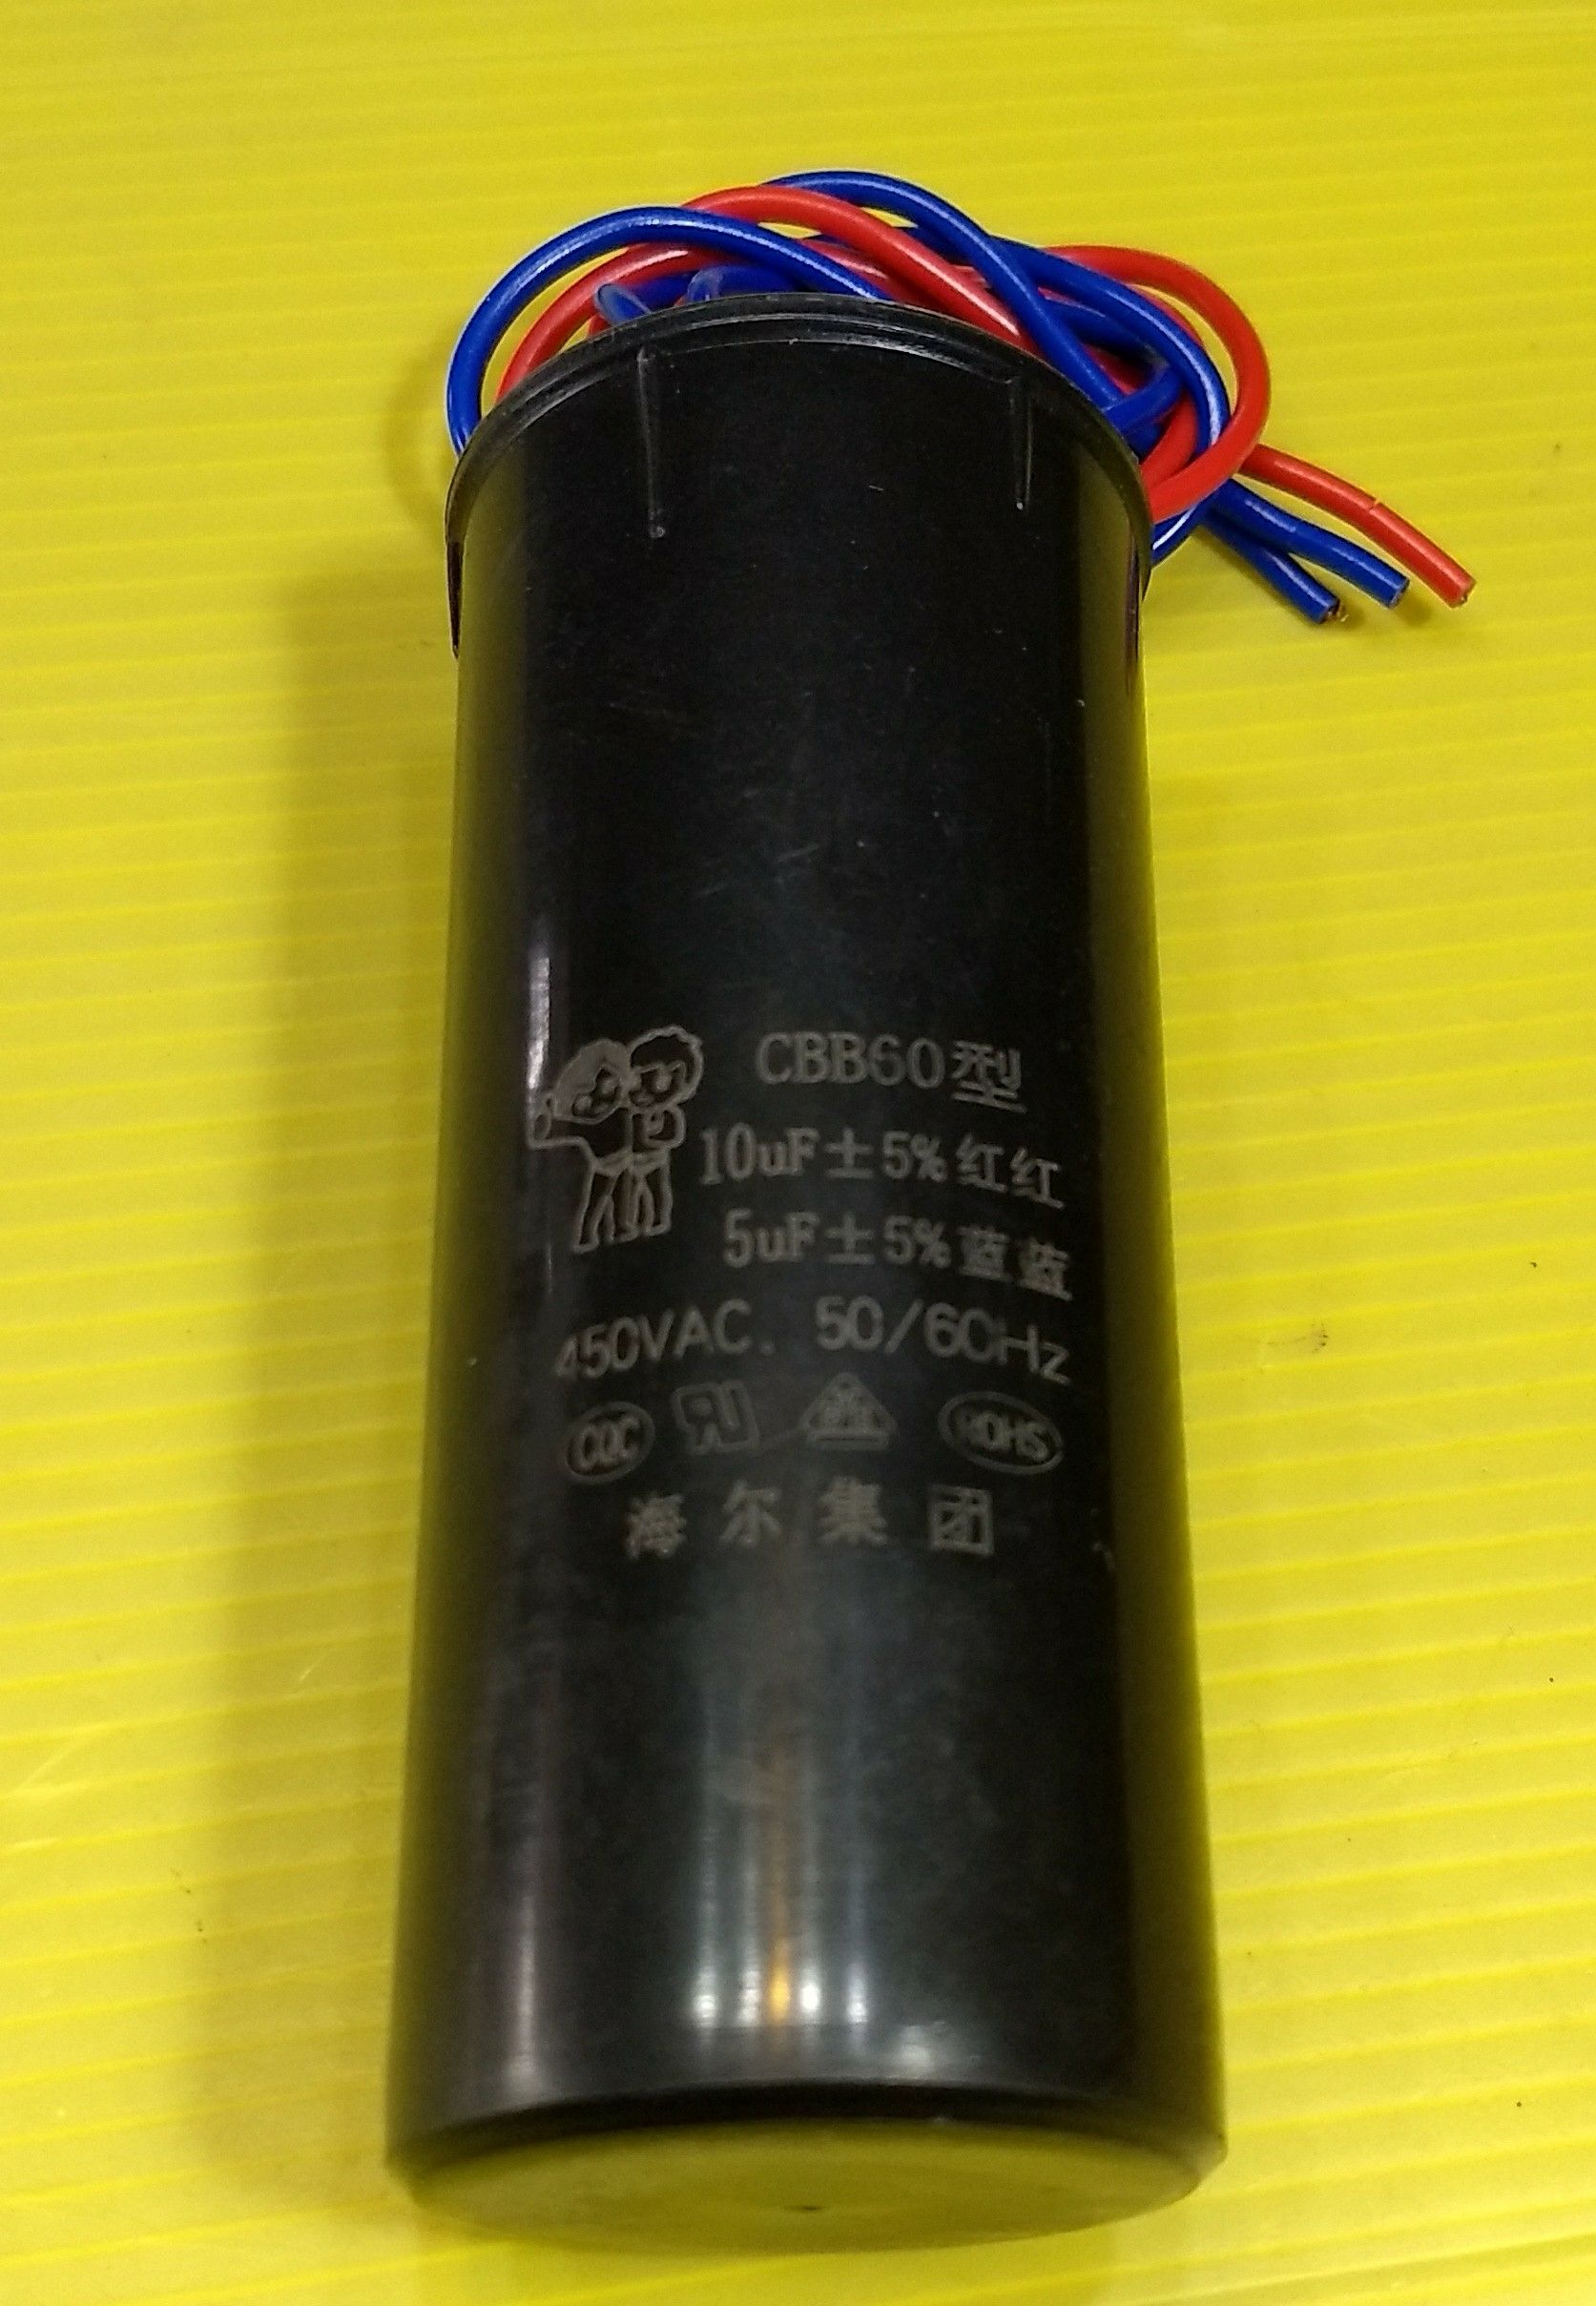 CBB60型
10uF±5% 红红
5uF±5% 蓝蓝
450VAC. 50/60Hz
CQC RU ROHS
海尔集团